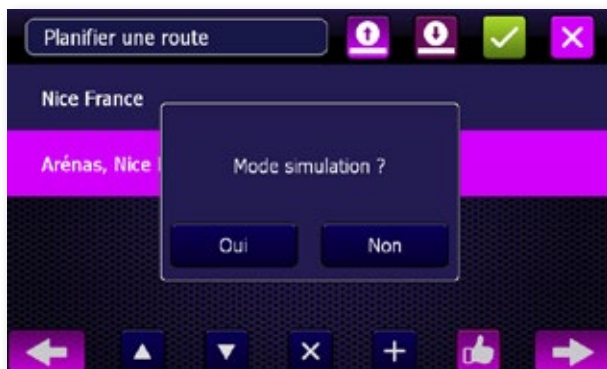 Planifier une route
Nice France
Arénas, Nice
Mode simulation ?
Oui
Non